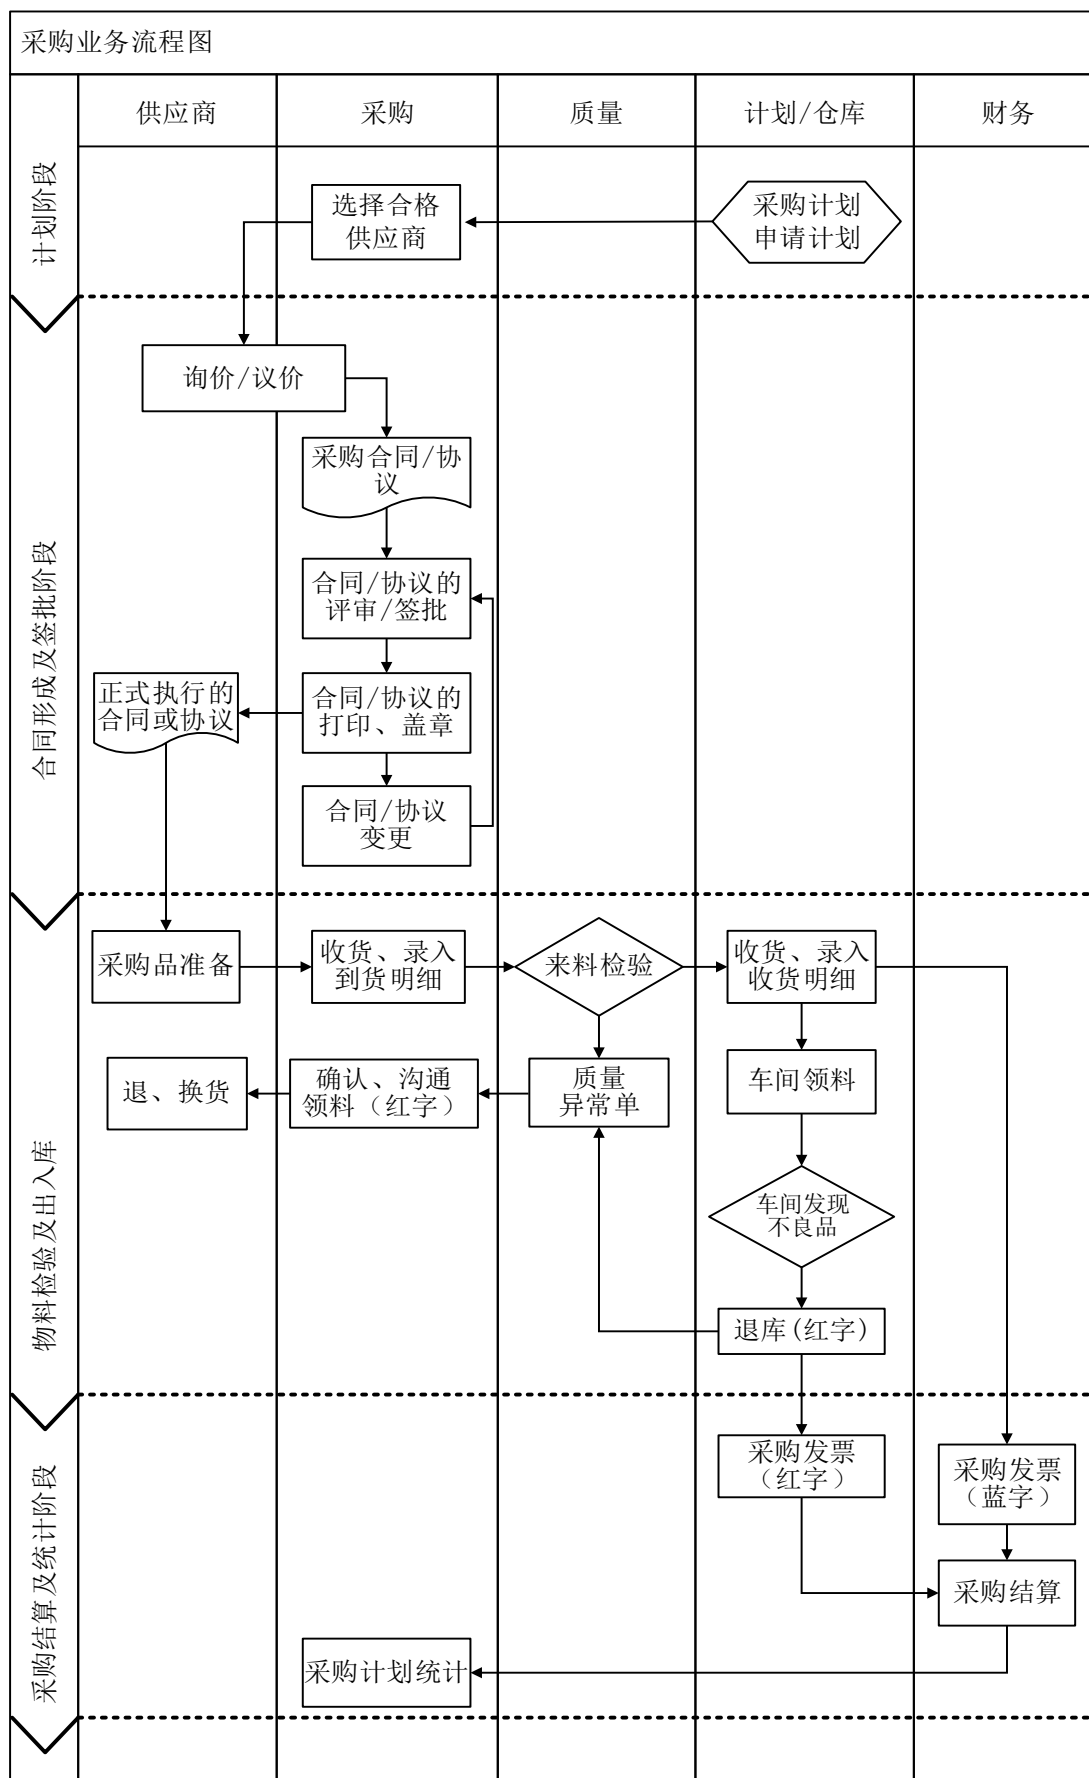 采购业务流程图
供应商
采购
质量
计划/仓库
财务
计划阶段
选择合格
供应商
采购计划
申请计划
合同形成及签批阶段
询价/议价
采购合同/协
议
合同/协议的
评审/签批
正式执行的
合同或协议
合同/协议的
打印、盖章
合同/协议
变更
物料检验及出入库
采购品准备
收货、录入
到货明细
来料检验
收货、录入
收货明细
退、换货
确认、沟通
领料（红字）
质量
异常单
车间领料
车间发现
不良品
退库(红字)
采购结算及统计阶段
采购发票
（红字）
采购发票
（蓝字）
采购结算
采购计划统计